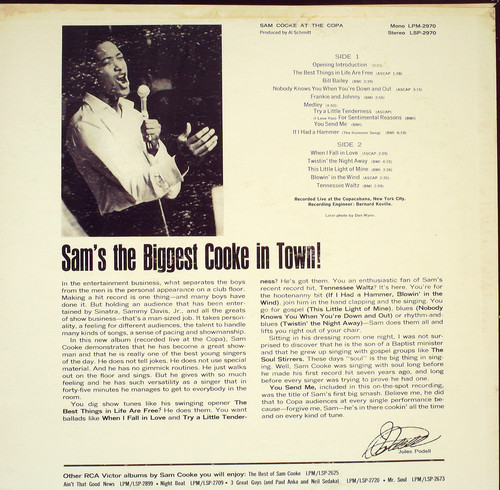 SAM COOKE AT THE COPA
Produced by Al Schmitt
Mono LPM-2970
Stereo LSP-2970
SIDE 1
Opening Introduction
The Best Things in Life Are Free (ASCAP
Bill Bailey (BMI
Nobody Knows You When You're Down and Out (ASCAP
Frankie and Johnny (BMI
Medley
Try a Little Tenderness (ASCAP)
(I Love You) For Sentimental Reasons (BMI)
You Send Me (BMI)
If I Had a Hammer (The Hammer Song) (BMI
SIDE 2
When I Fall in Love (ASCAP
Twistin' the Night Away (BMI
This Little Light of Mine (BMI
Blowin' in the Wind (ASCAP
Tennessee Waltz (BMI
Recorded Live at the Copacabana, New York City.
Recording Engineer: Bernard Keville.
Liner photo by Don Wynn.
Sam's the Biggest Cooke in Town!
In the entertainment business, what separates the boys
from the men is the personal appearance on a club floor.
Making a hit record is one thing—and many boys have
done it. But holding an audience that has been enter-
tained by Sinatra, Sammy Davis, Jr., and all the greats
of show business—that's a man-sized job. It takes person-
ality, a feeling for different audiences, the talent to handle
many kinds of songs, a sense of pacing and showmanship.
In this new album (recorded live at the Copa), Sam
Cooke demonstrates that he has become a great show-
man and that he is really one of the best young singers
of the day. He does not tell jokes. He does not use special
material. And he has no gimmick routines. He just walks
out on the floor and sings. But he gives with so much
feeling and he has such versatility as a singer that in
forty-five minutes he manages to get to everybody in the
room.
You dig show tunes like his swinging opener The
Best Things in Life Are Free? He does them. You want
ballads like When I Fall in Love and Try a Little Tender-
ness? He's got them. You an enthusiastic fan of Sam's
recent record hit, Tennessee Waltz? It's here. You're for
the hootenanny bit (If I Had a Hammer, Blowin' in the
Wind), join him in the hand clapping and the singing. You
go for gospel (This Little Light of Mine), blues (Nobody
Knows You When You're Down and Out) or rhythm-and-
blues (Twistin' the Night Away)—Sam does them all and
lifts you right out of your chair.
Sitting in his dressing room one night, I was not sur-
prised to discover that he is the son of a Baptist minister
and that he grew up singing with gospel groups like The
Soul Stirrers. These days "soul" is the big thing in sing-
ing. Well, Sam Cooke was singing with soul long before
he made his first record hit seven years ago, and long
before every singer was trying to prove he had one.
You Send Me, included in this on-the-spot recording,
was the title of Sam's first big smash. Believe me, he did
that to Copa audiences at every single performance be-
cause—forgive me, Sam—he's in there cookin' all the time
and on every kind of tune.
Jules Podell
Other RCA Victor albums by Sam Cooke you will enjoy: The Best of Sam Cooke LPM/LSP-2625
Ain't That Good News LPM/LSP-2899 • Night Beat LPM/LSP-2709 • 3 Great Guys (and Paul Anka and Neil Sedaka) LPM/LSP-2720 • Mr. Soul LPM/LSP-2673